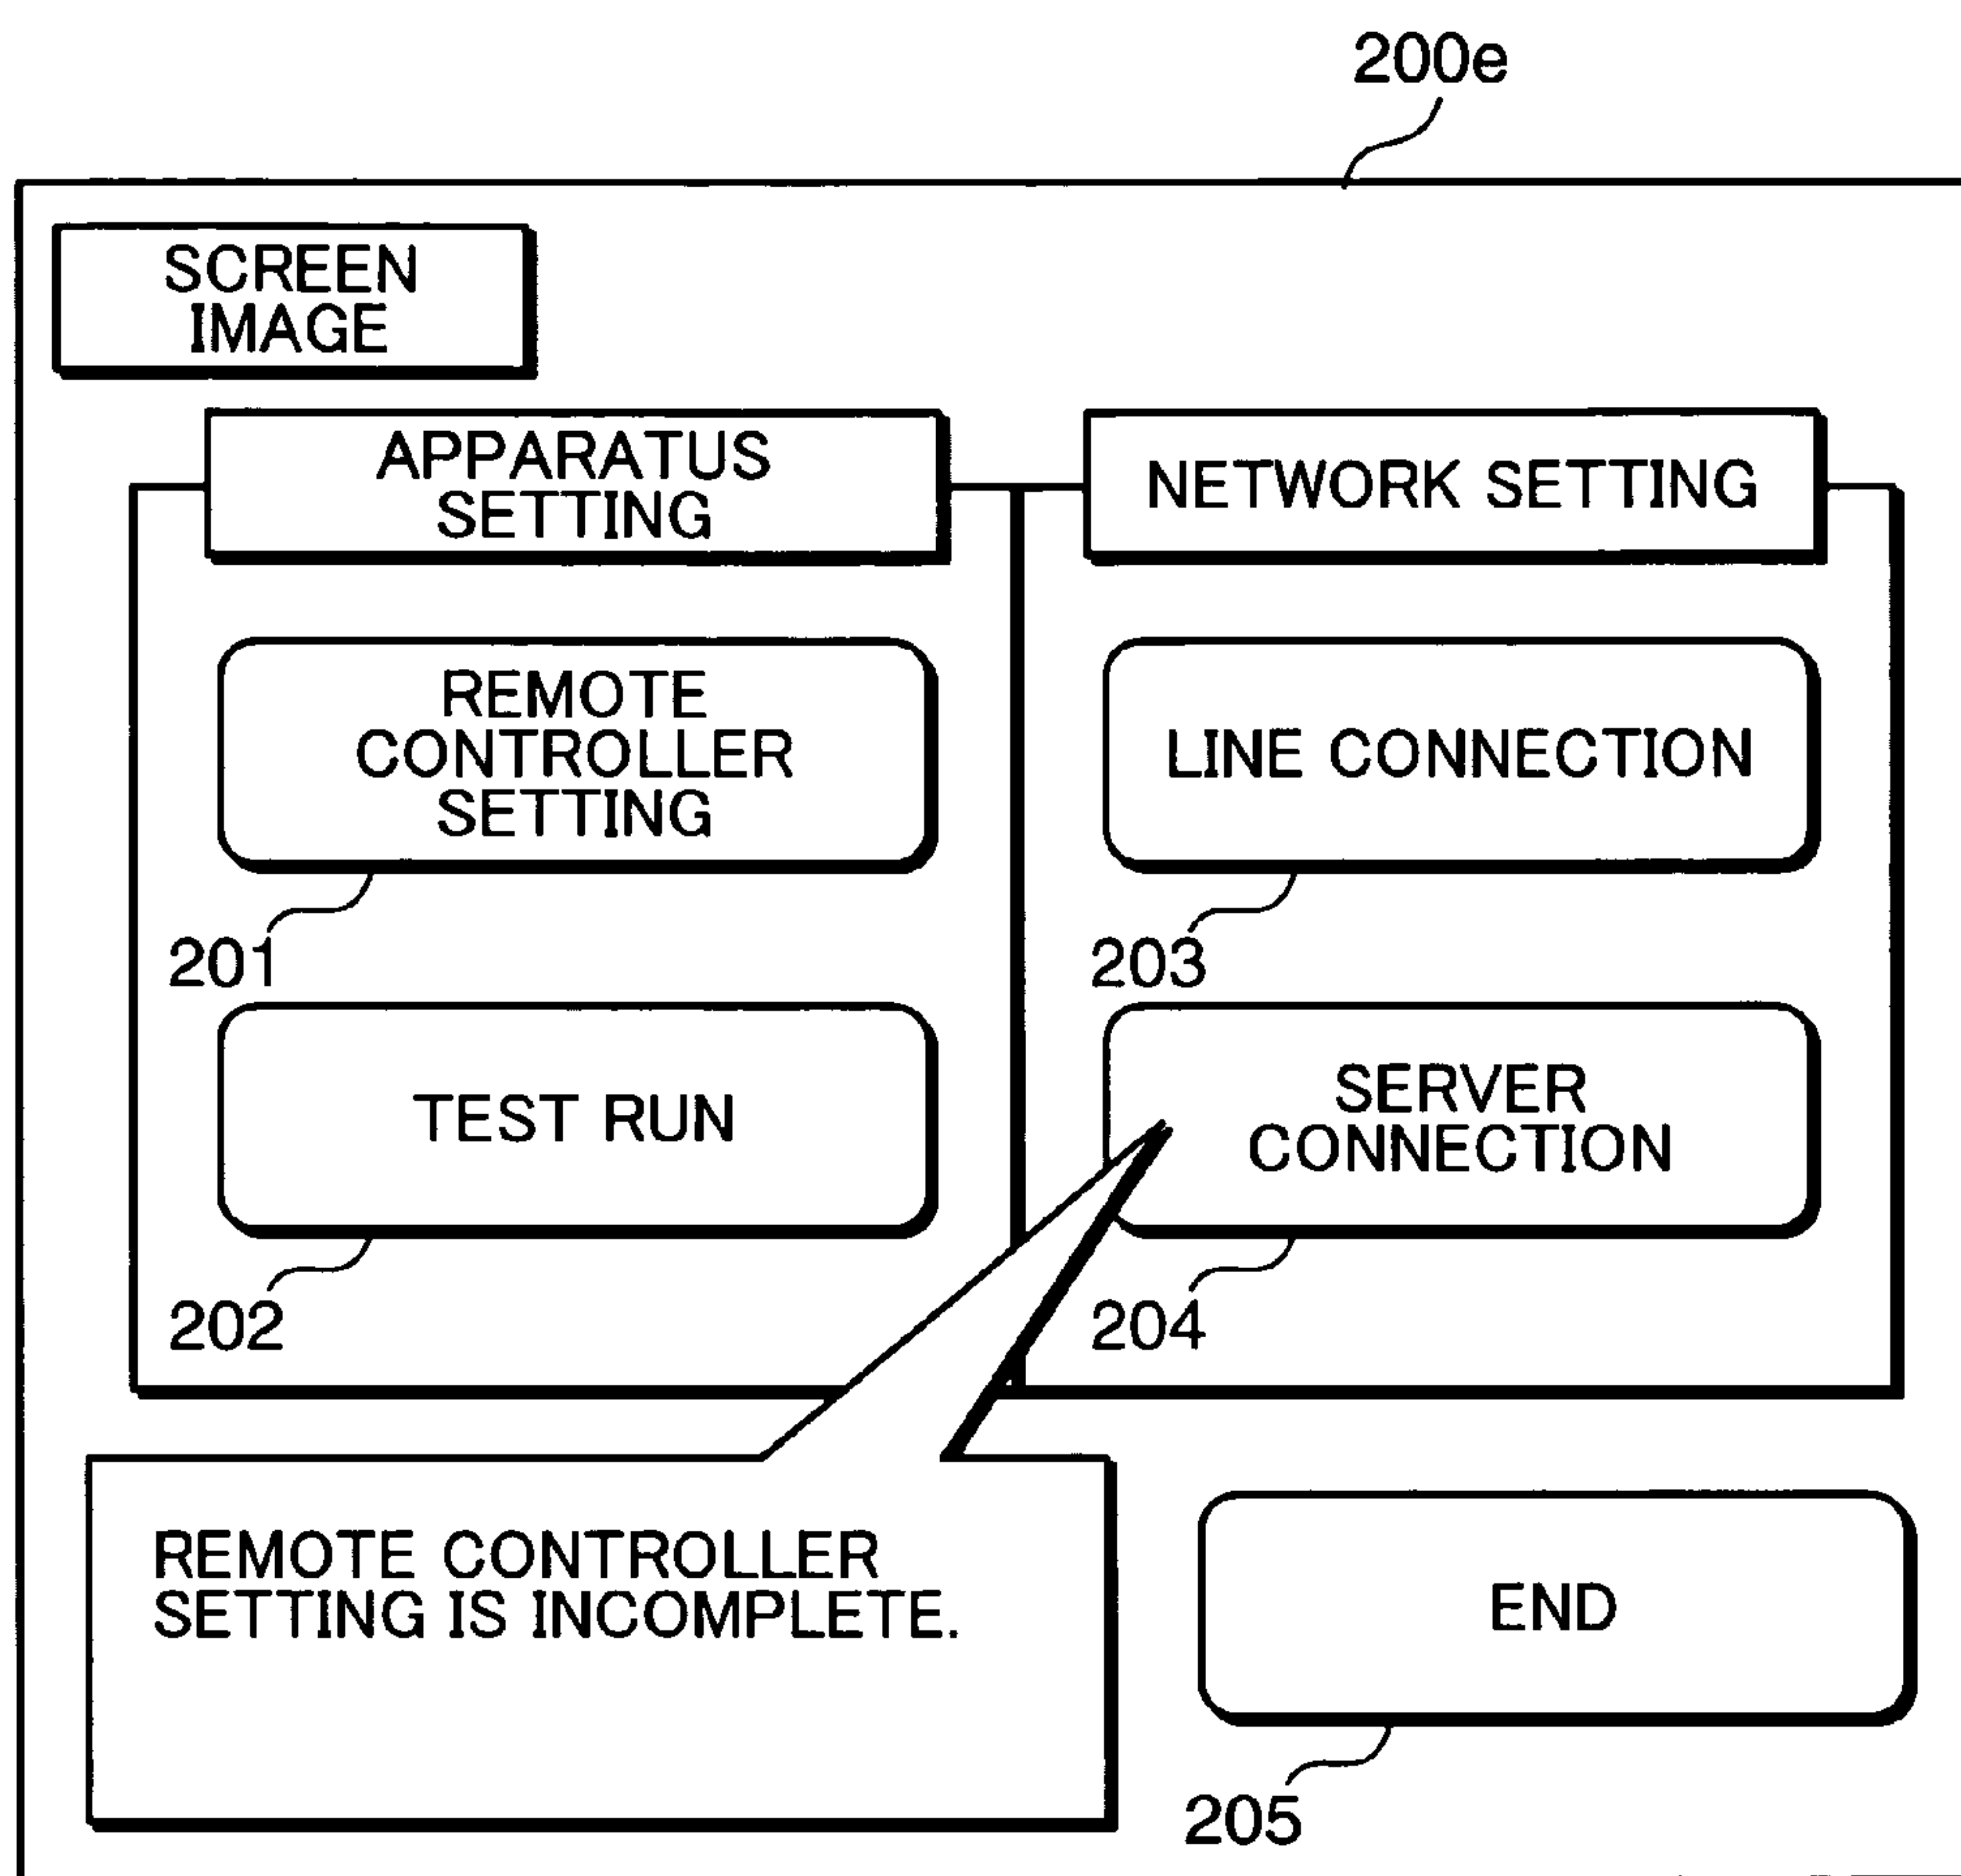 200e
SCREEN
IMAGE
APPARATUS
SETTING
NETWORK SETTING
REMOTE
CONTROLLER
SETTING
LINE CONNECTION
201
203
TEST RUN
SERVER
CONNECTION
202
204
REMOTE CONTROLLER
SETTING IS INCOMPLETE.
END
205